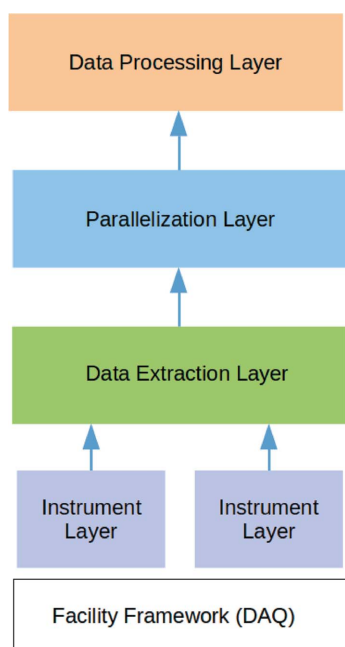 Data Processing Layer
Parallelization Layer
Data Extraction Layer
Instrument
Layer
Instrument
Layer
Facility Framework (DAQ)